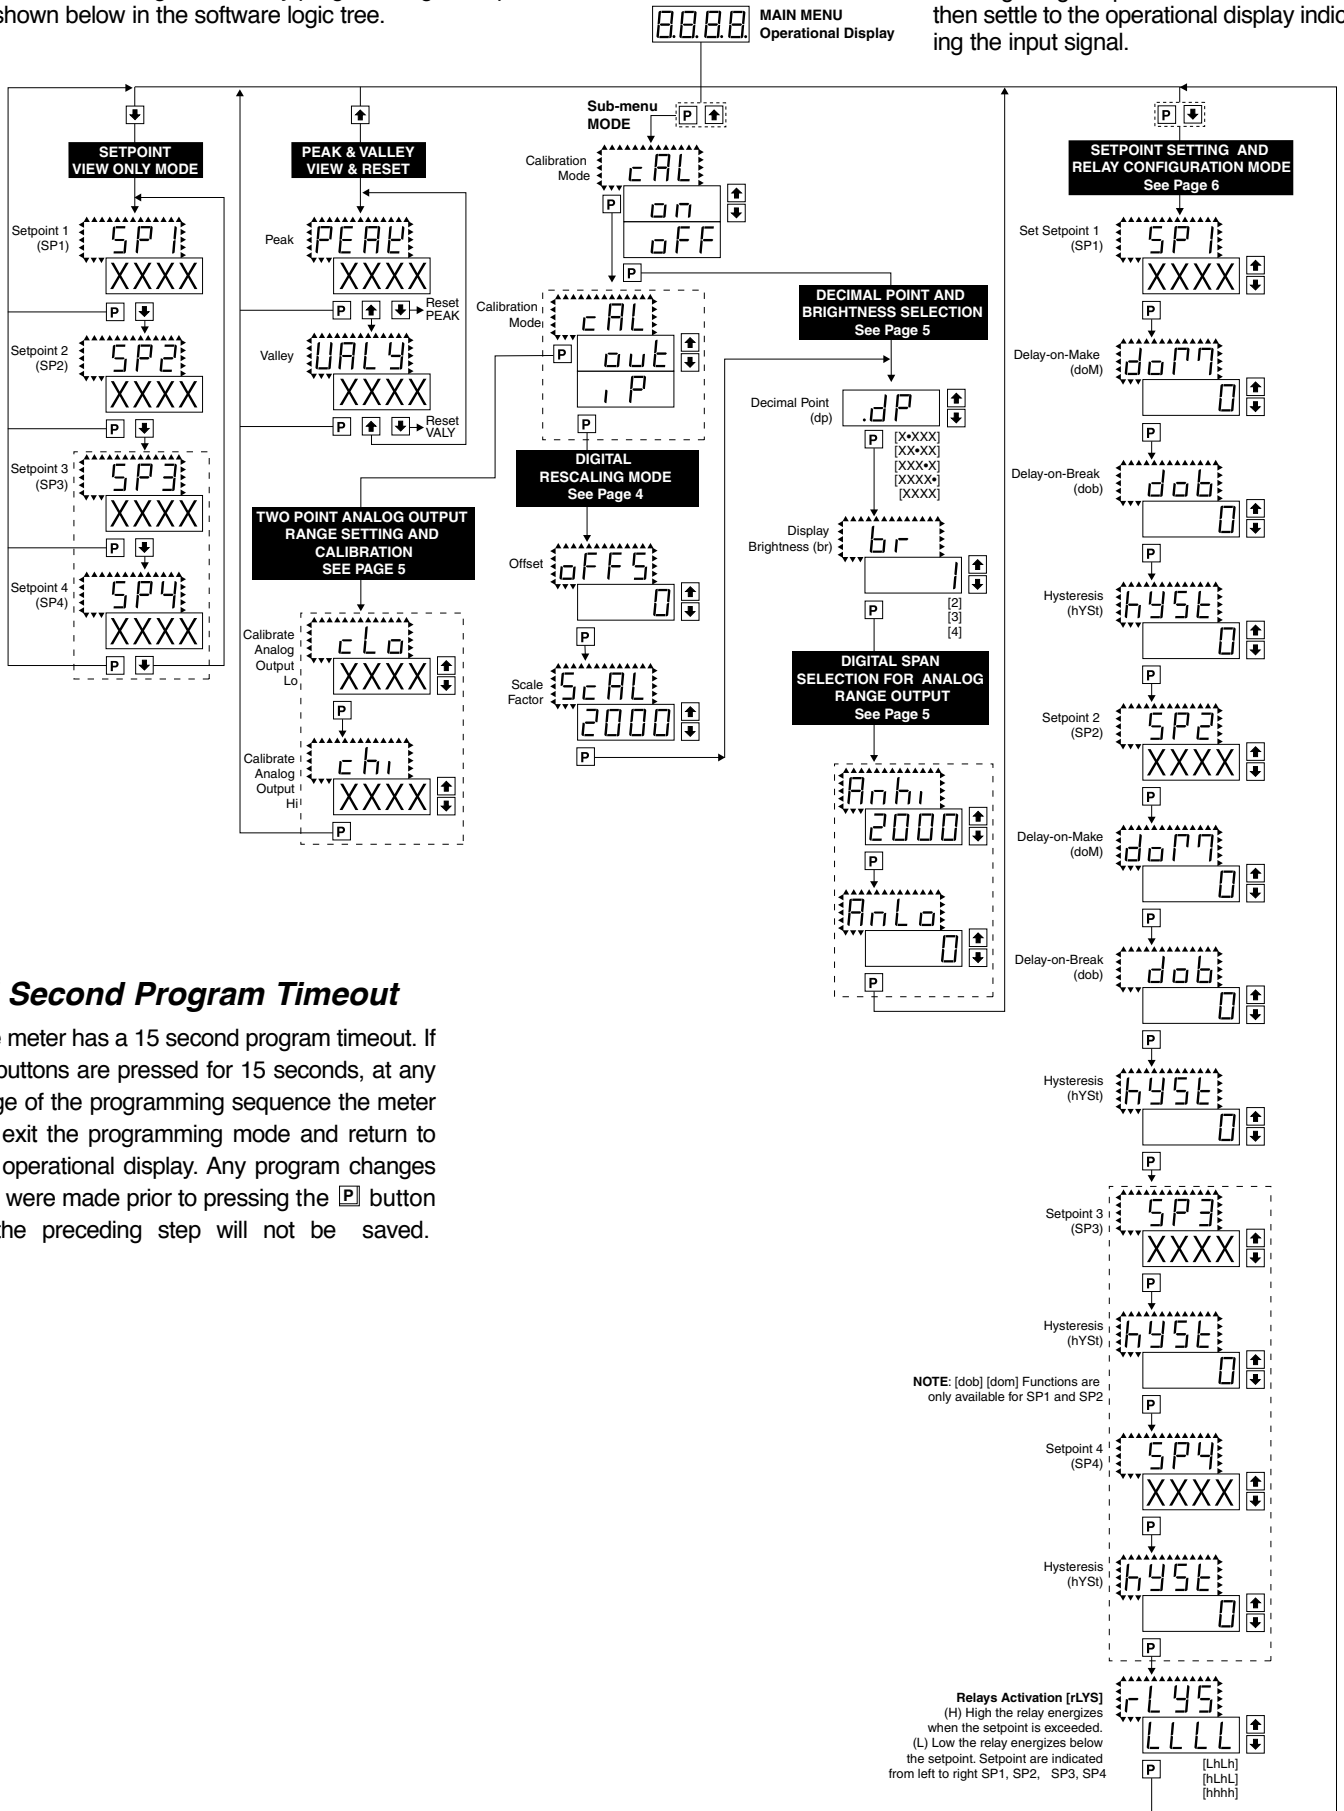 shown below in the software logic tree.
8.8.8.8.
MAIN MENU
Operational Display
then settle to the operational display indic
ing the input signal.
SETPOINT
VIEW ONLY MODE
Setpoint 1
(SP1)
SP1
XXXX
P
Setpoint 2
(SP2)
SP2
XXXX
P
Setpoint 3
(SP3)
SP3
XXXX
P
Setpoint 4
(SP4)
SP4
XXXX
P
PEAK & VALLEY
VIEW & RESET
Peak
PEAK
XXXX
P
Reset
PEAK
Valley
VALY
XXXX
P
Reset
VALY
TWO POINT ANALOG OUTPUT
RANGE SETTING AND
CALIBRATION
SEE PAGE 5
Calibrate
Analog
Output
Lo
cLo
XXXX
P
Calibrate
Analog
Output
Hi
chi
XXXX
P
Sub-menu
MODE
P
Calibration
Mode
cAL
on
oFF
P
P
Calibration
Mode
cAL
out
iP
P
P
DIGITAL
RESCALING MODE
See Page 4
Offset
oFFS
0
P
Scale
Factor
ScAL
2000
P
DECIMAL POINT AND
BRIGHTNESS SELECTION
See Page 5
Decimal Point
(dp)
.dP
P
[X•XXX]
[XX•XX]
[XXX•X]
[XXXX•]
[XXXX]
Display
Brightness (br)
br
1
P
[2]
[3]
[4]
DIGITAL SPAN
SELECTION FOR ANALOG
RANGE OUTPUT
See Page 5
Anhi
2000
P
AnLo
0
P
P
SETPOINT SETTING AND
RELAY CONFIGURATION MODE
See Page 6
Set Setpoint 1
(SP1)
SP1
XXXX
P
Delay-on-Make
(doM)
doM
0
P
Delay-on-Break
(dob)
dob
0
P
Hysteresis
(hYSt)
hYSt
0
P
Setpoint 2
(SP2)
SP2
XXXX
P
Delay-on-Make
(doM)
doM
0
P
Delay-on-Break
(dob)
dob
0
P
Hysteresis
(hYSt)
hYSt
0
P
Setpoint 3
(SP3)
SP3
XXXX
P
Hysteresis
(hYSt)
hYSt
0
NOTE: [dob] [dom] Functions are
only available for SP1 and SP2
P
Setpoint 4
(SP4)
SP4
XXXX
P
Hysteresis
(hYSt)
hYSt
0
P
Relays Activation [rLYS]
(H) High the relay energizes
when the setpoint is exceeded.
(L) Low the relay energizes below
the setpoint. Setpoint are indicated
from left to right SP1, SP2, SP3, SP4
rLYS
LLLL
P
[LhLh]
[hLhL]
[hhhh]
Second Program Timeout
e meter has a 15 second program timeout. If
buttons are pressed for 15 seconds, at any
ge of the programming sequence the meter
exit the programming mode and return to
operational display. Any program changes
were made prior to pressing the P button
the preceding step will not be saved.